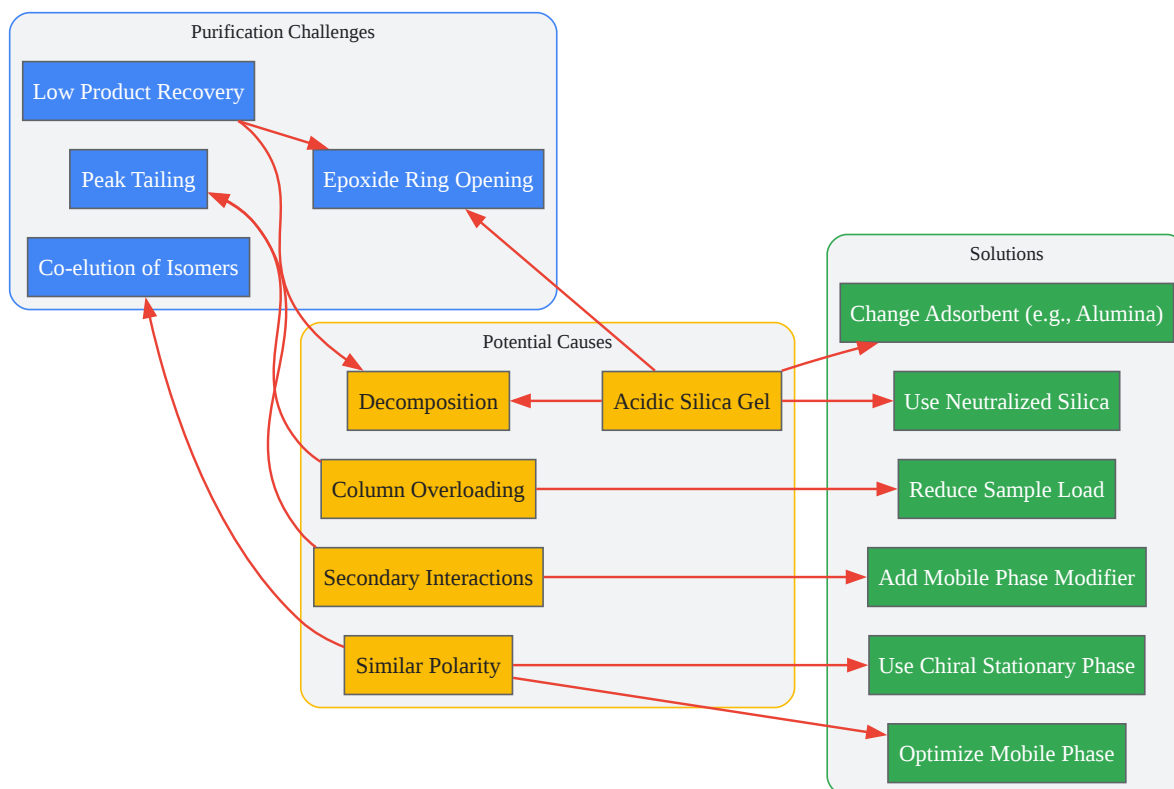 Purification Challenges
Low Product Recovery
Peak Tailing
Epoxide Ring Opening
Co-elution of Isomers
Potential Causes
Decomposition
Acidic Silica Gel
Column Overloading
Secondary Interactions
Similar Polarity
Solutions
Change Adsorbent (e.g., Alumina)
Use Neutralized Silica
Reduce Sample Load
Add Mobile Phase Modifier
Use Chiral Stationary Phase
Optimize Mobile Phase